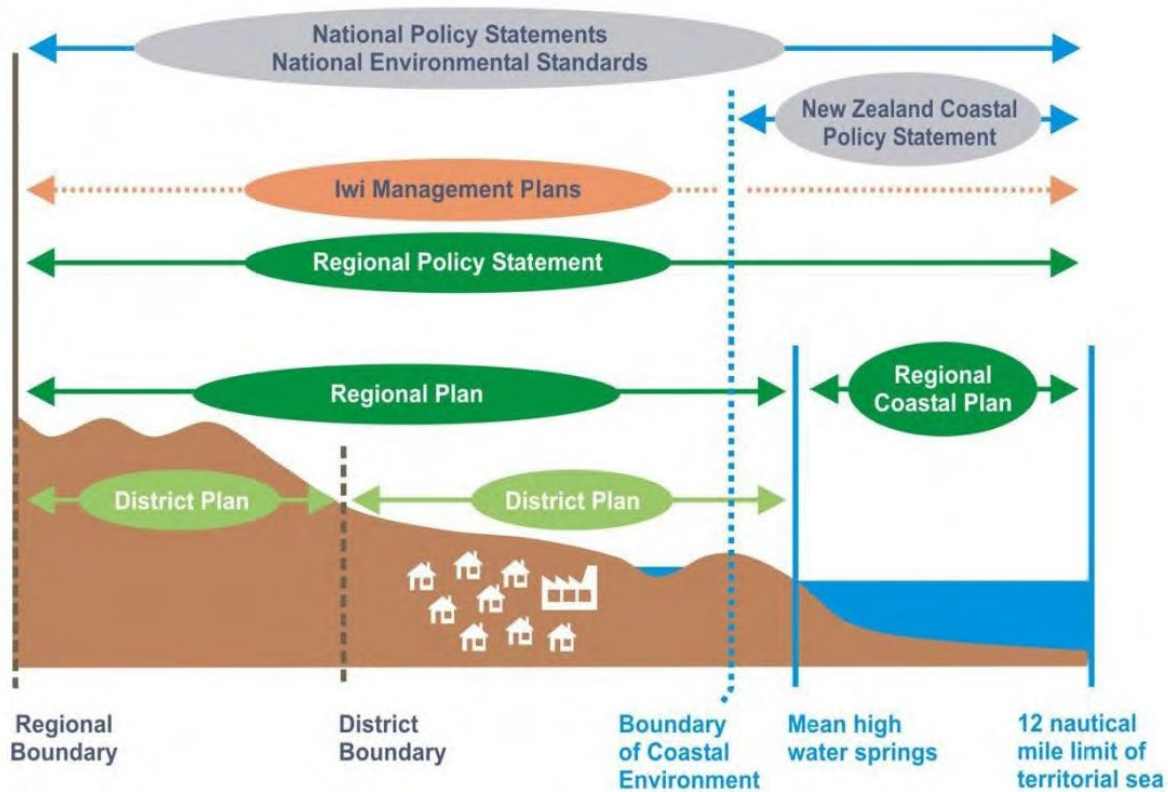 National Policy Statements
National Environmental Standards
New Zealand Coastal
Policy Statement
Iwi Management Plans
Regional Policy Statement
Regional Plan
Regional
Coastal Plan
District Plan
District Plan
Regional
Boundary
District
Boundary
Boundary
of Coastal
Environment
Mean high
water springs
12 nautical
mile limit of
territorial sea